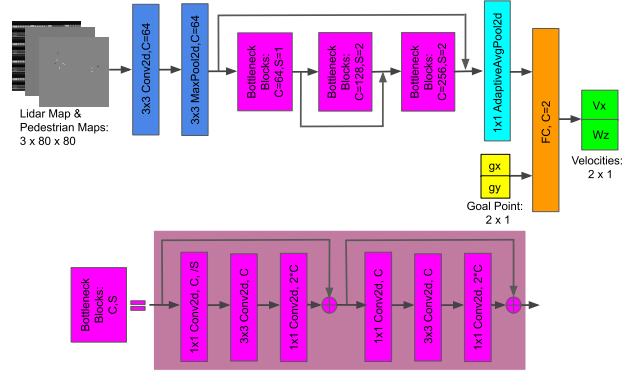 Lidar Map &
Pedestrian Maps:
3 x 80 x 80
3x3 Conv2d,C=64
3x3 MaxPool2d,C=64
Bottleneck
Blocks:
C=64,S=1
Bottleneck
Blocks:
C=128,S=2
Bottleneck
Blocks:
C=256,S=2
1x1 AdaptiveAvgPool2d
FC, C=2
Vx
Wz
Velocities:
2 x 1
gx
gy
Goal Point:
2 x 1
Bottleneck
Blocks:
C,S
=
1x1 Conv2d, C, /S
3x3 Conv2d, C
1x1 Conv2d, 2*C
+
1x1 Conv2d, C
3x3 Conv2d, C
1x1 Conv2d, 2*C
+